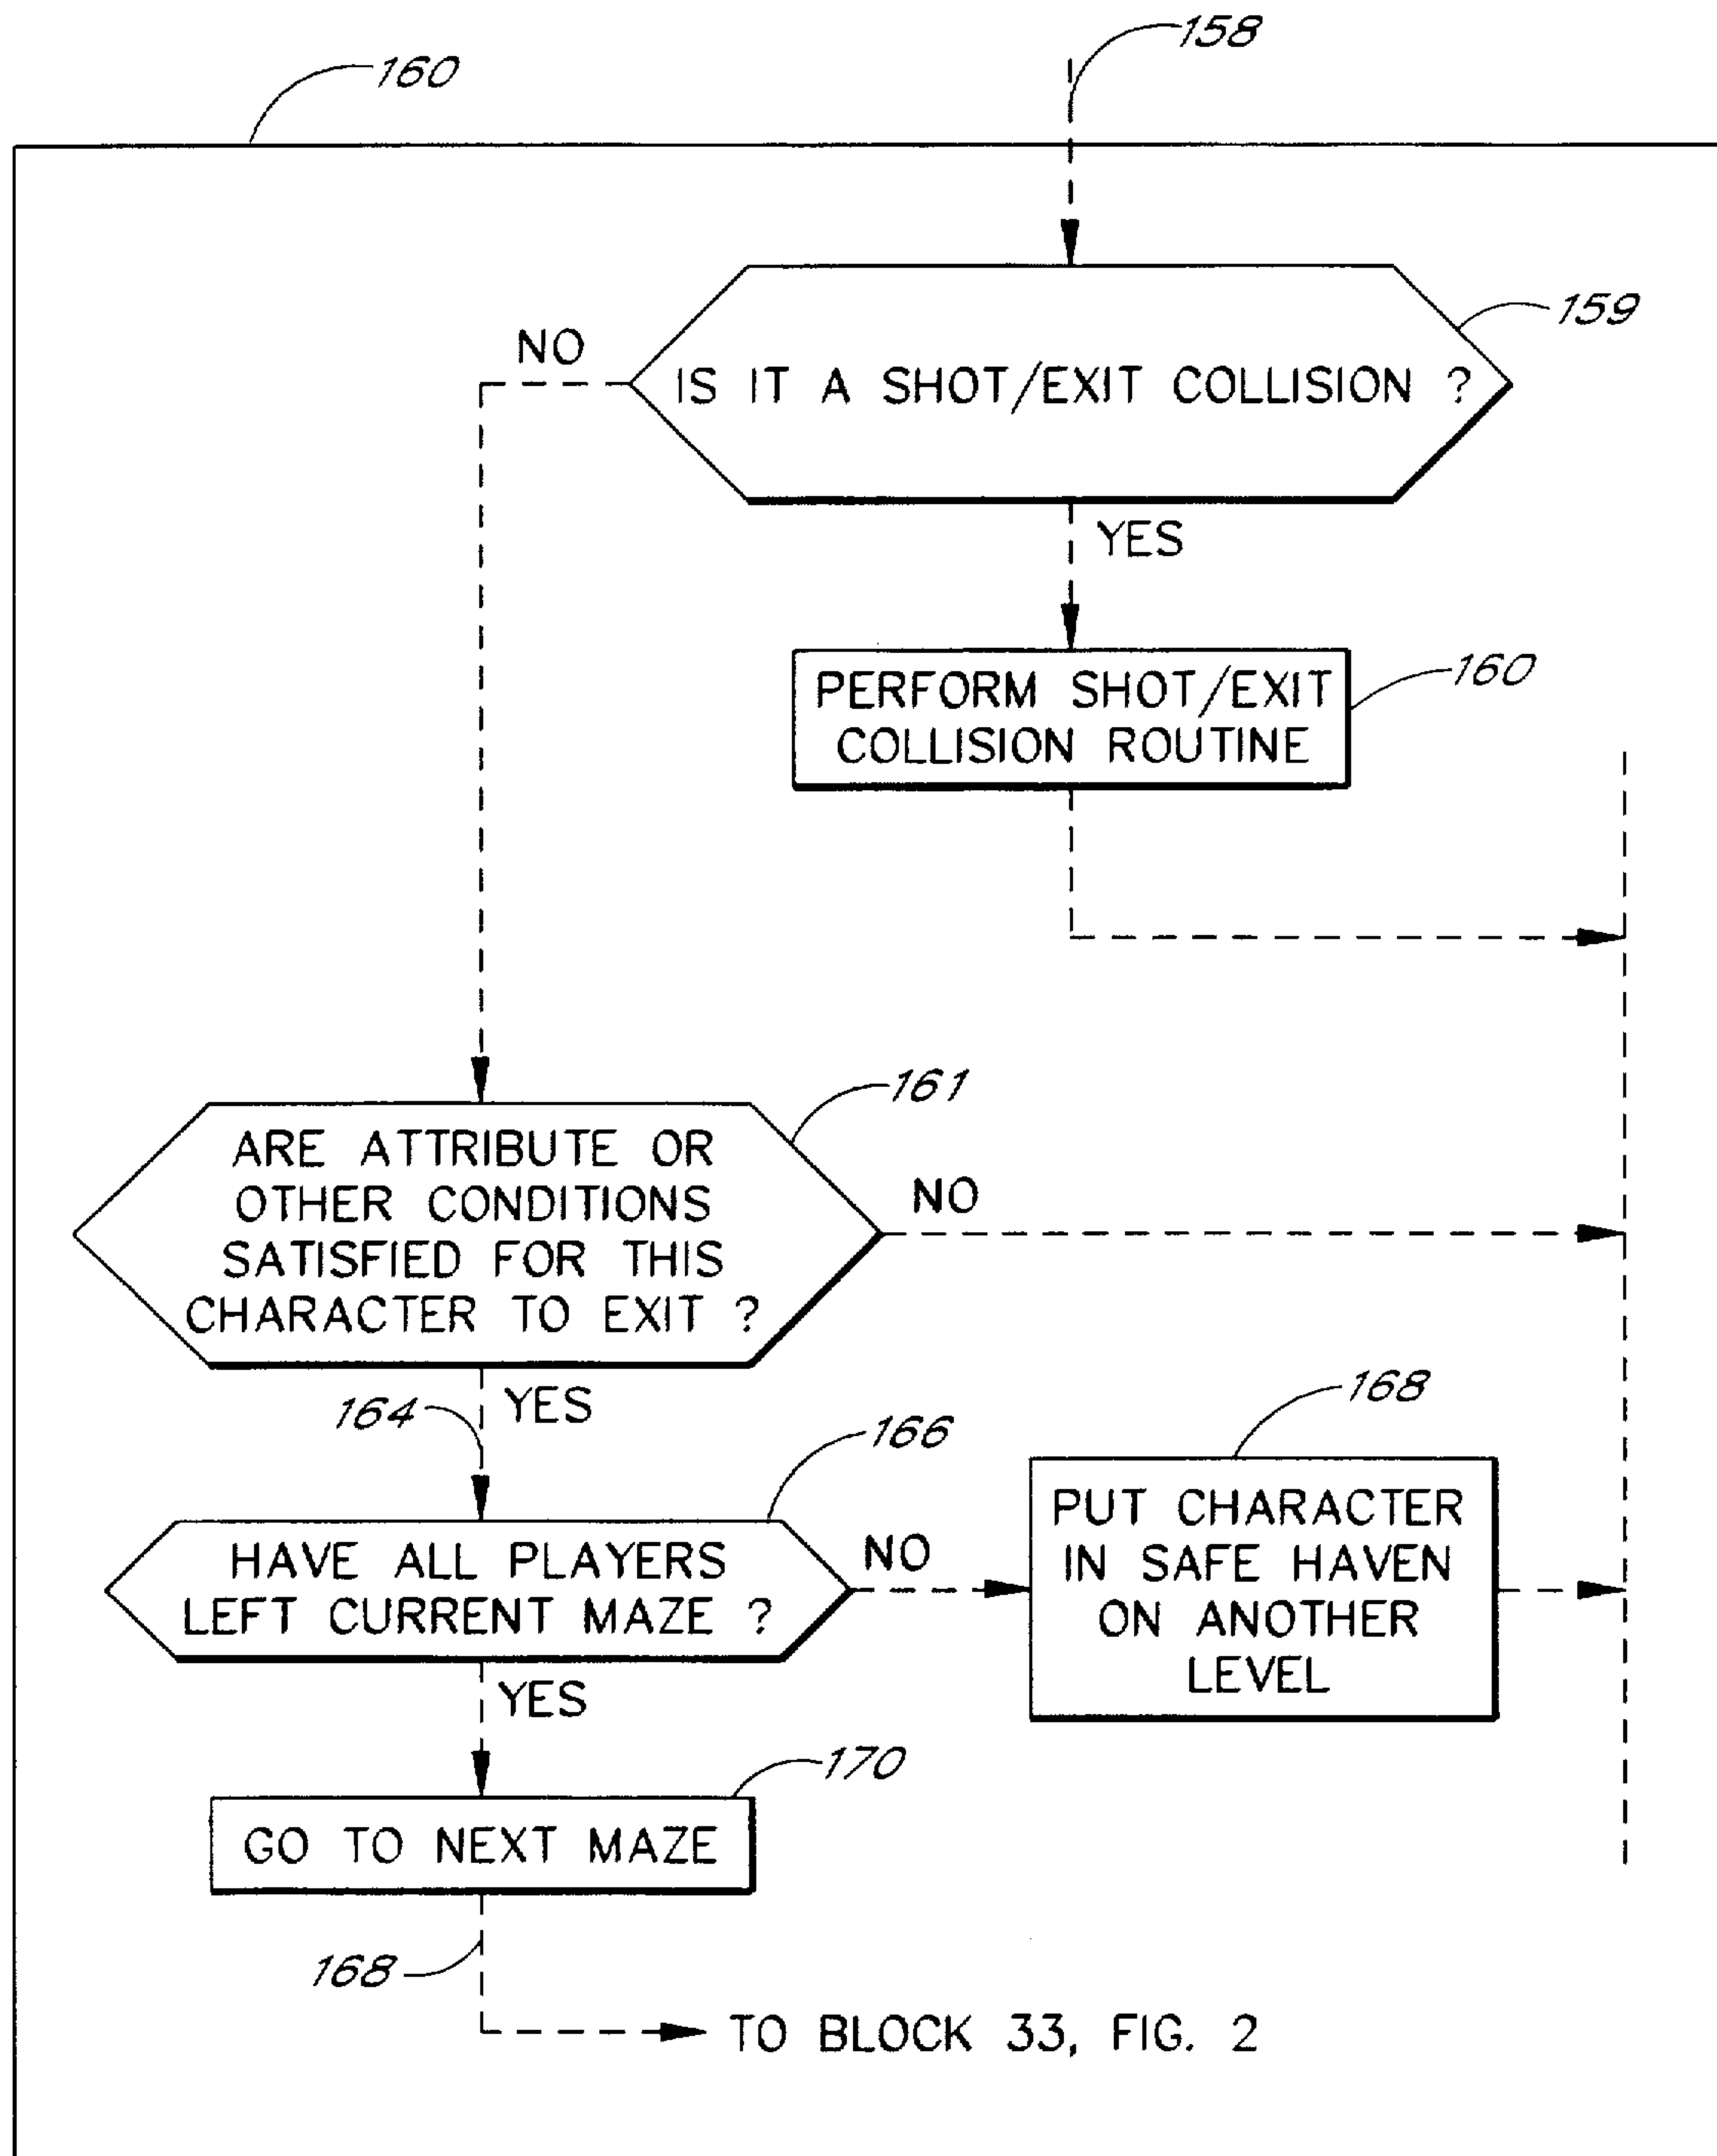 160
158
159
NO
IS IT A SHOT/EXIT COLLISION ?
YES
PERFORM SHOT/EXIT
COLLISION ROUTINE
160
161
ARE ATTRIBUTE OR
OTHER CONDITIONS
SATISFIED FOR THIS
CHARACTER TO EXIT ?
NO
164
YES
166
168
HAVE ALL PLAYERS
LEFT CURRENT MAZE ?
NO
PUT CHARACTER
IN SAFE HAVEN
ON ANOTHER
LEVEL
YES
170
GO TO NEXT MAZE
168
TO BLOCK 33, FIG. 2